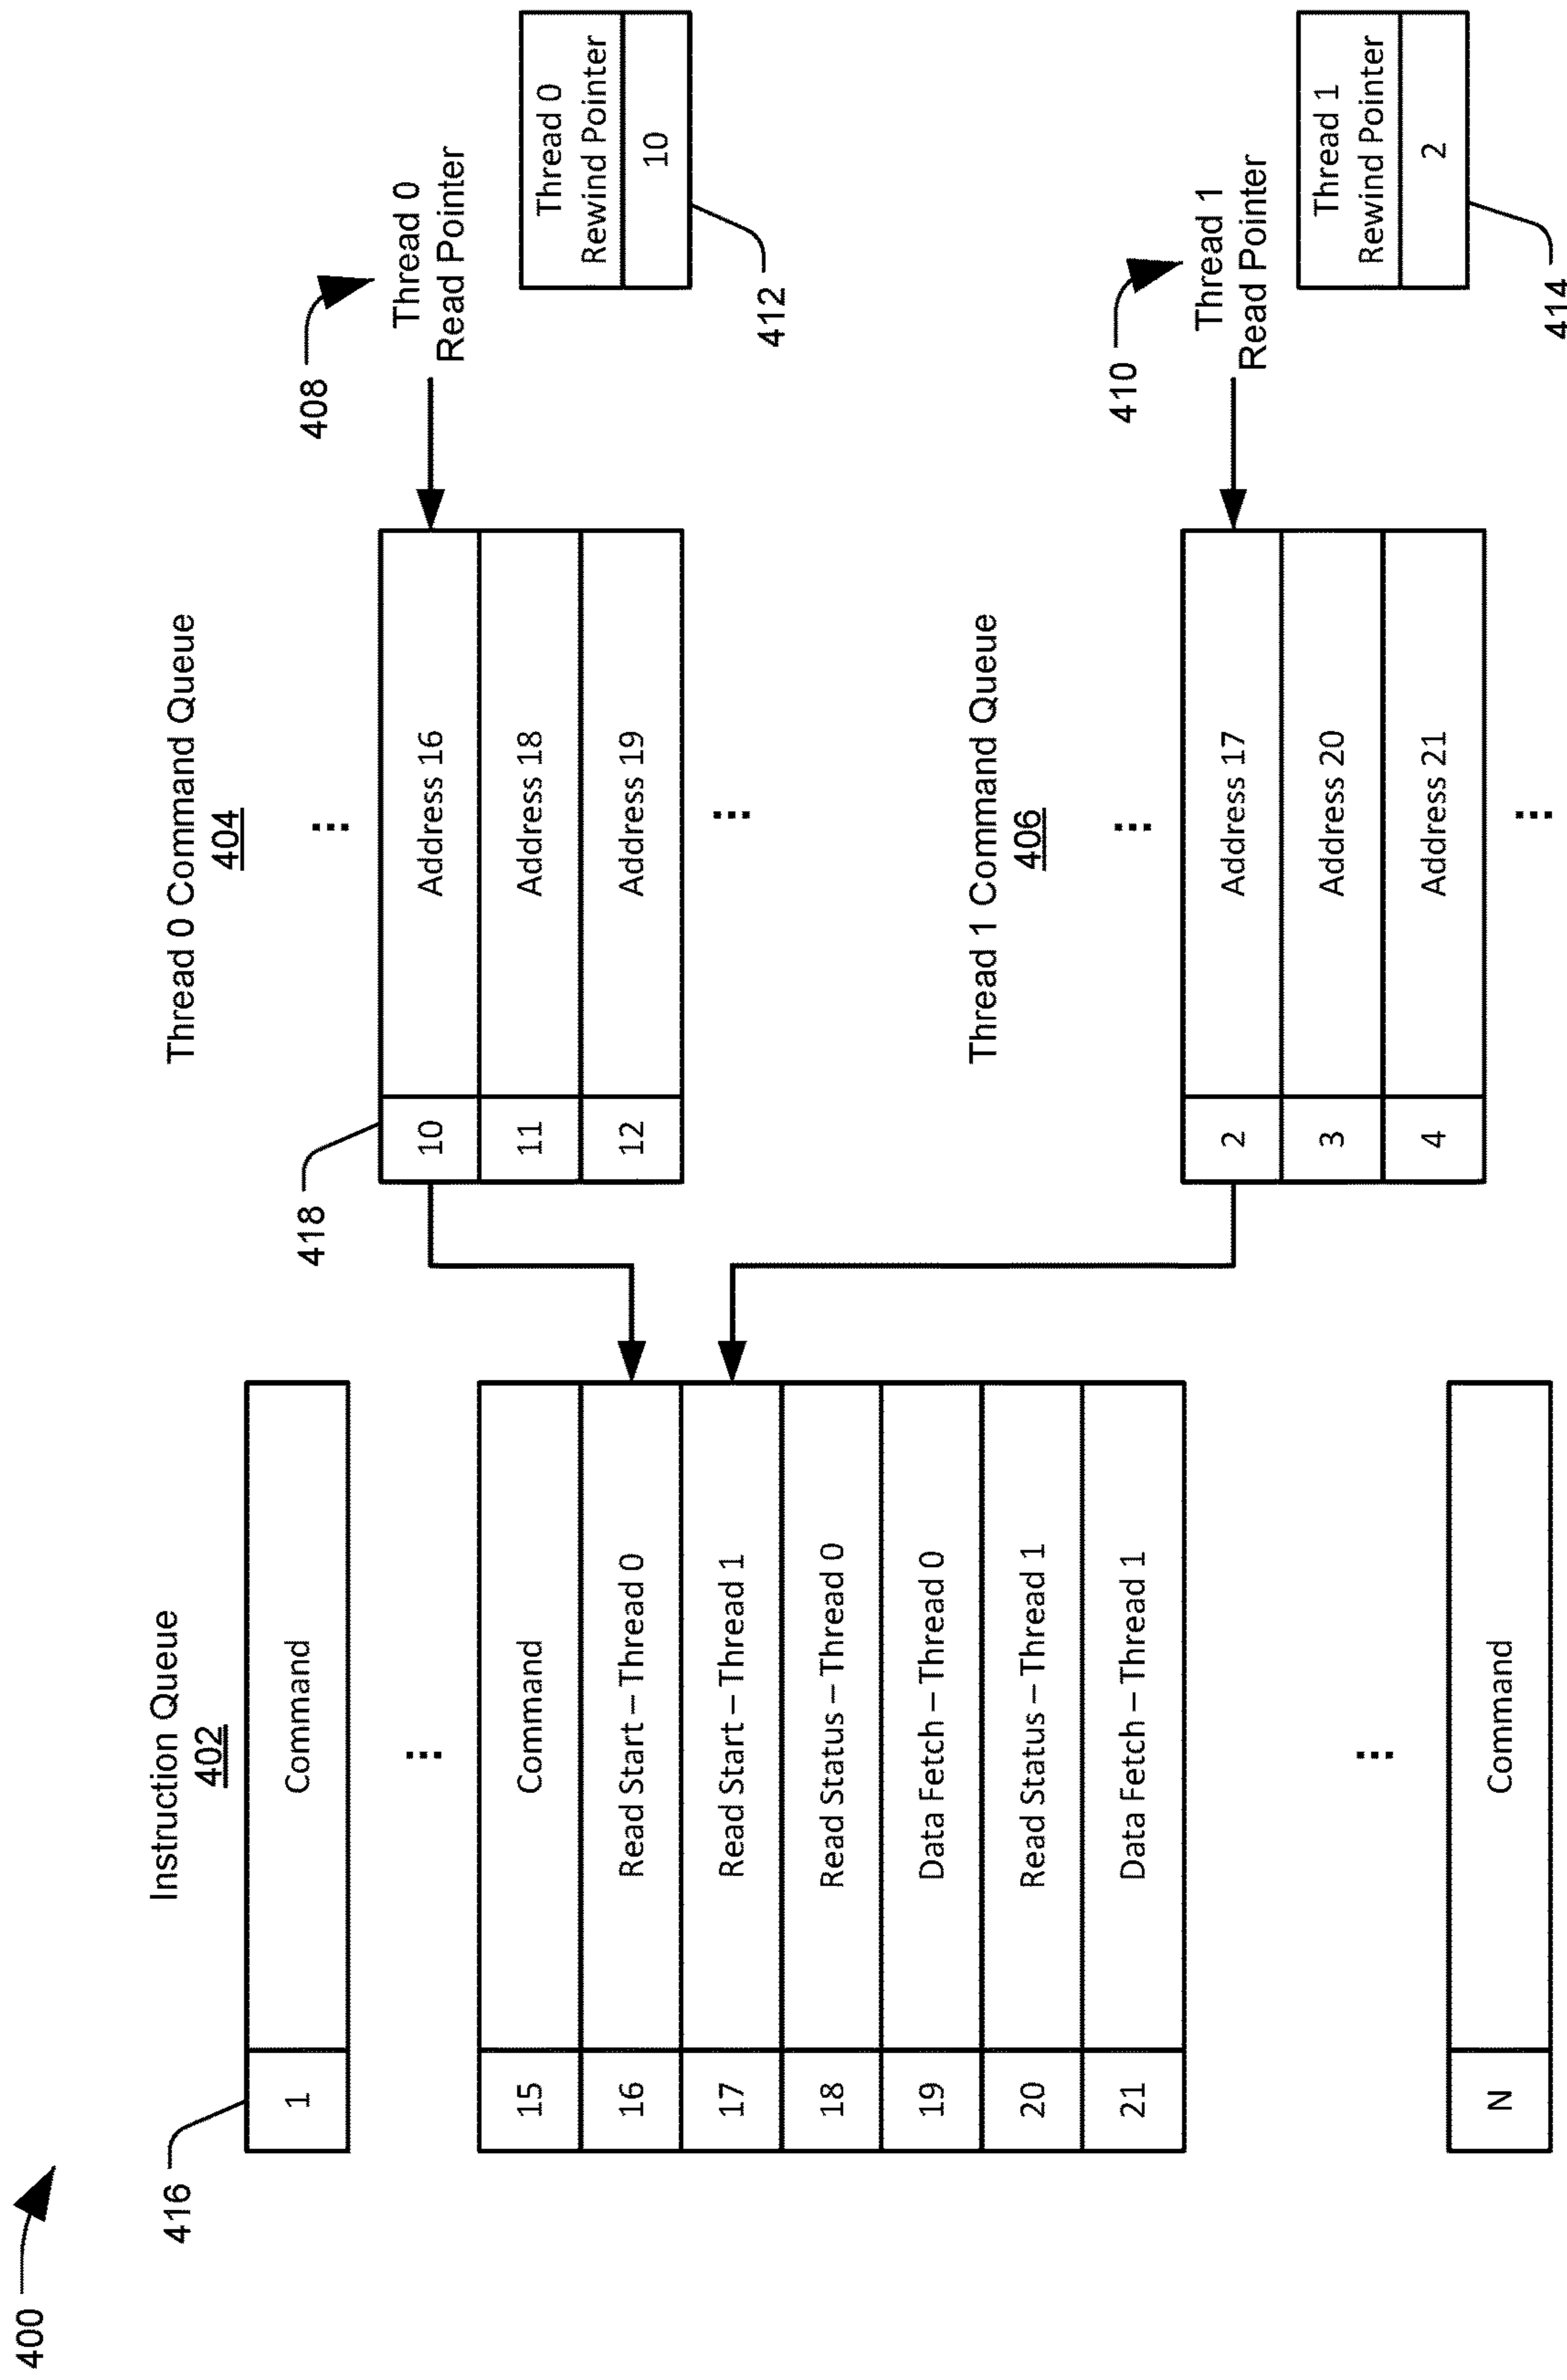 400
Instruction Queue
402
416
1
Command
⋮
15
Command
16
Read Start – Thread 0
17
Read Start – Thread 1
18
Read Status – Thread 0
19
Data Fetch – Thread 0
20
Read Status – Thread 1
21
Data Fetch – Thread 1
⋮
N
Command
Thread 0 Command Queue
404
⋮
418
10
Address 16
11
Address 18
12
Address 19
⋮
408
Thread 0
Read Pointer
Thread 0
Rewind Pointer
10
412
Thread 1 Command Queue
406
⋮
2
Address 17
3
Address 20
4
Address 21
⋮
410
Thread 1
Read Pointer
Thread 1
Rewind Pointer
2
414